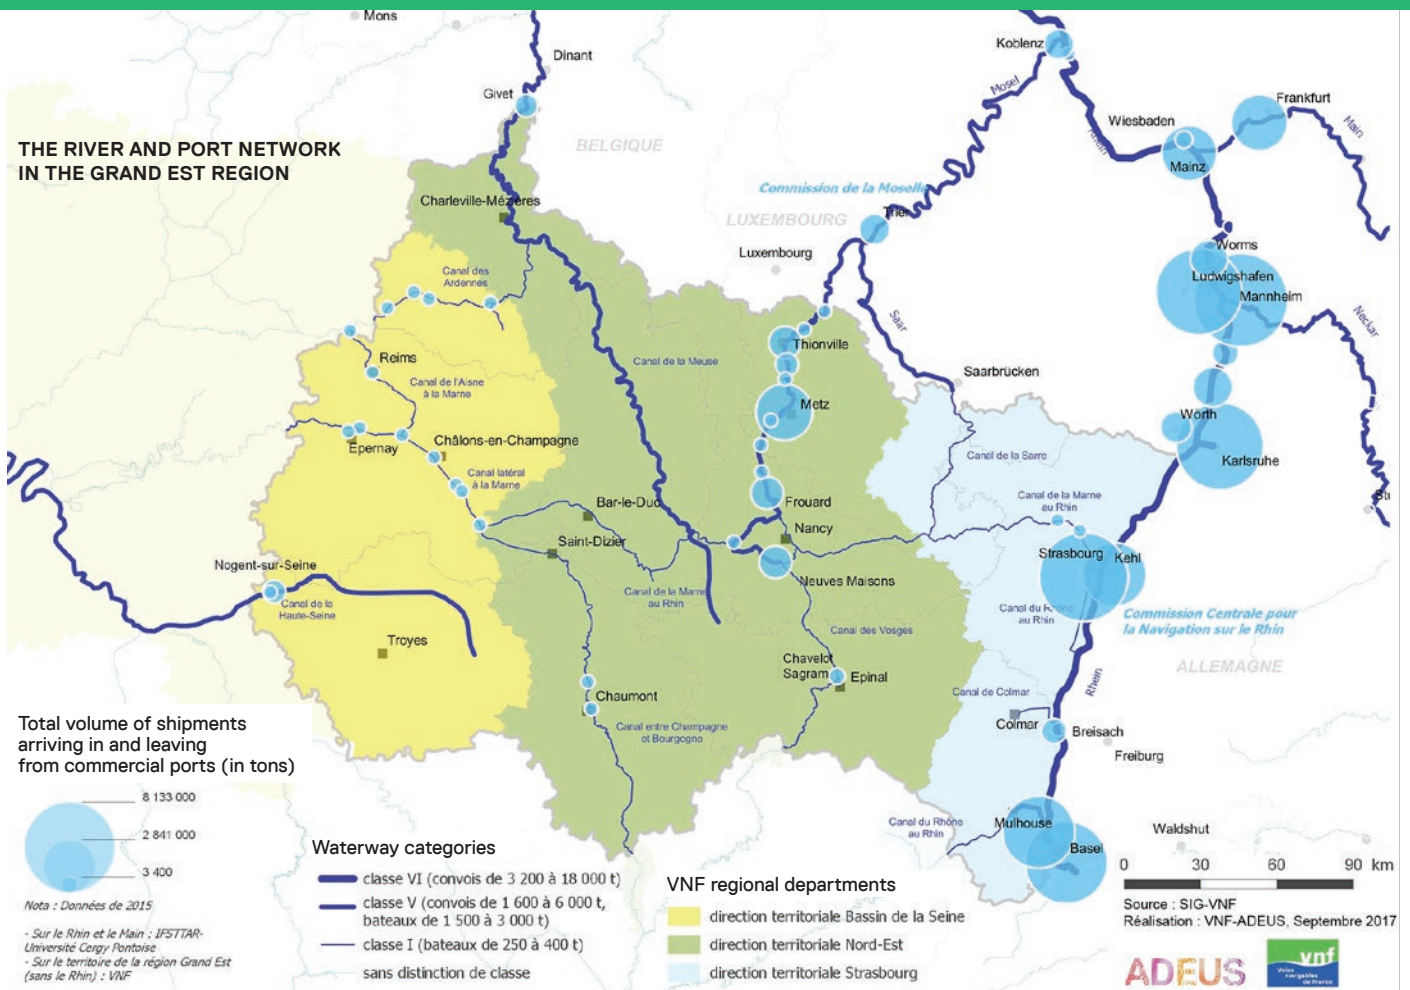 Mons
Dinant
Givet
Koblenz
Mosel
Rhein
Wiesbaden
Frankfurt
Main
Mainz
THE RIVER AND PORT NETWORK
IN THE GRAND EST REGION
BELGIQUE
Charleville-Mézières
Commission de la Moselle
Trier
LUXEMBOURG
Luxembourg
Worms
Ludwigshafen
Mannheim
Neckar
Saar
Canal des
Ardennes
Thionville
Canal de la Meuse
Reims
Canal de l'Aisne
à la Marne
Saarbrücken
Metz
Wörth
Karlsruhe
Epernay
Châlons-en-Champagne
Canal latéral
à la Marne
Canal de la Sarre
Canal de la Marne
au Rhin
Bar-le-Duc
Frouard
Nancy
Saint-Dizier
Strasbourg
Kehl
Nogent-sur-Seine
Canal de la
Haute-Seine
Neuves Maisons
Canal de la Marne
au Rhin
Canal du Rhône
au Rhin
Commission Centrale pour
la Navigation sur le Rhin
Troyes
Canal des Vosges
Chavelot
Sagram
Epinal
ALLEMAGNE
Rhein
Chaumont
Canal entre Champagne
et Bourgogne
Canal de Colmar
Colmar
Breisach
Freiburg
Canal du Rhône
au Rhin
Mulhouse
Basel
Waldshut
Total volume of shipments
arriving in and leaving
from commercial ports (in tons)
8 133 000
2 841 000
3 400
Nota : Données de 2015
- Sur le Rhin et le Main : IFSTTAR-
Université Cergy Pontoise
- Sur le territoire de la région Grand Est
(sans le Rhin) : VNF
Waterway categories
classe VI (convois de 3 200 à 18 000 t)
classe V (convois de 1 600 à 6 000 t,
bateaux de 1 500 à 3 000 t)
classe I (bateaux de 250 à 400 t)
sans distinction de classe
VNF regional departments
direction territoriale Bassin de la Seine
direction territoriale Nord-Est
direction territoriale Strasbourg
0 30 60 90 km
Source : SIG-VNF
Réalisation : VNF-ADEUS, Septembre 2017
ADEUS
vnf
Voies
navigables
de France